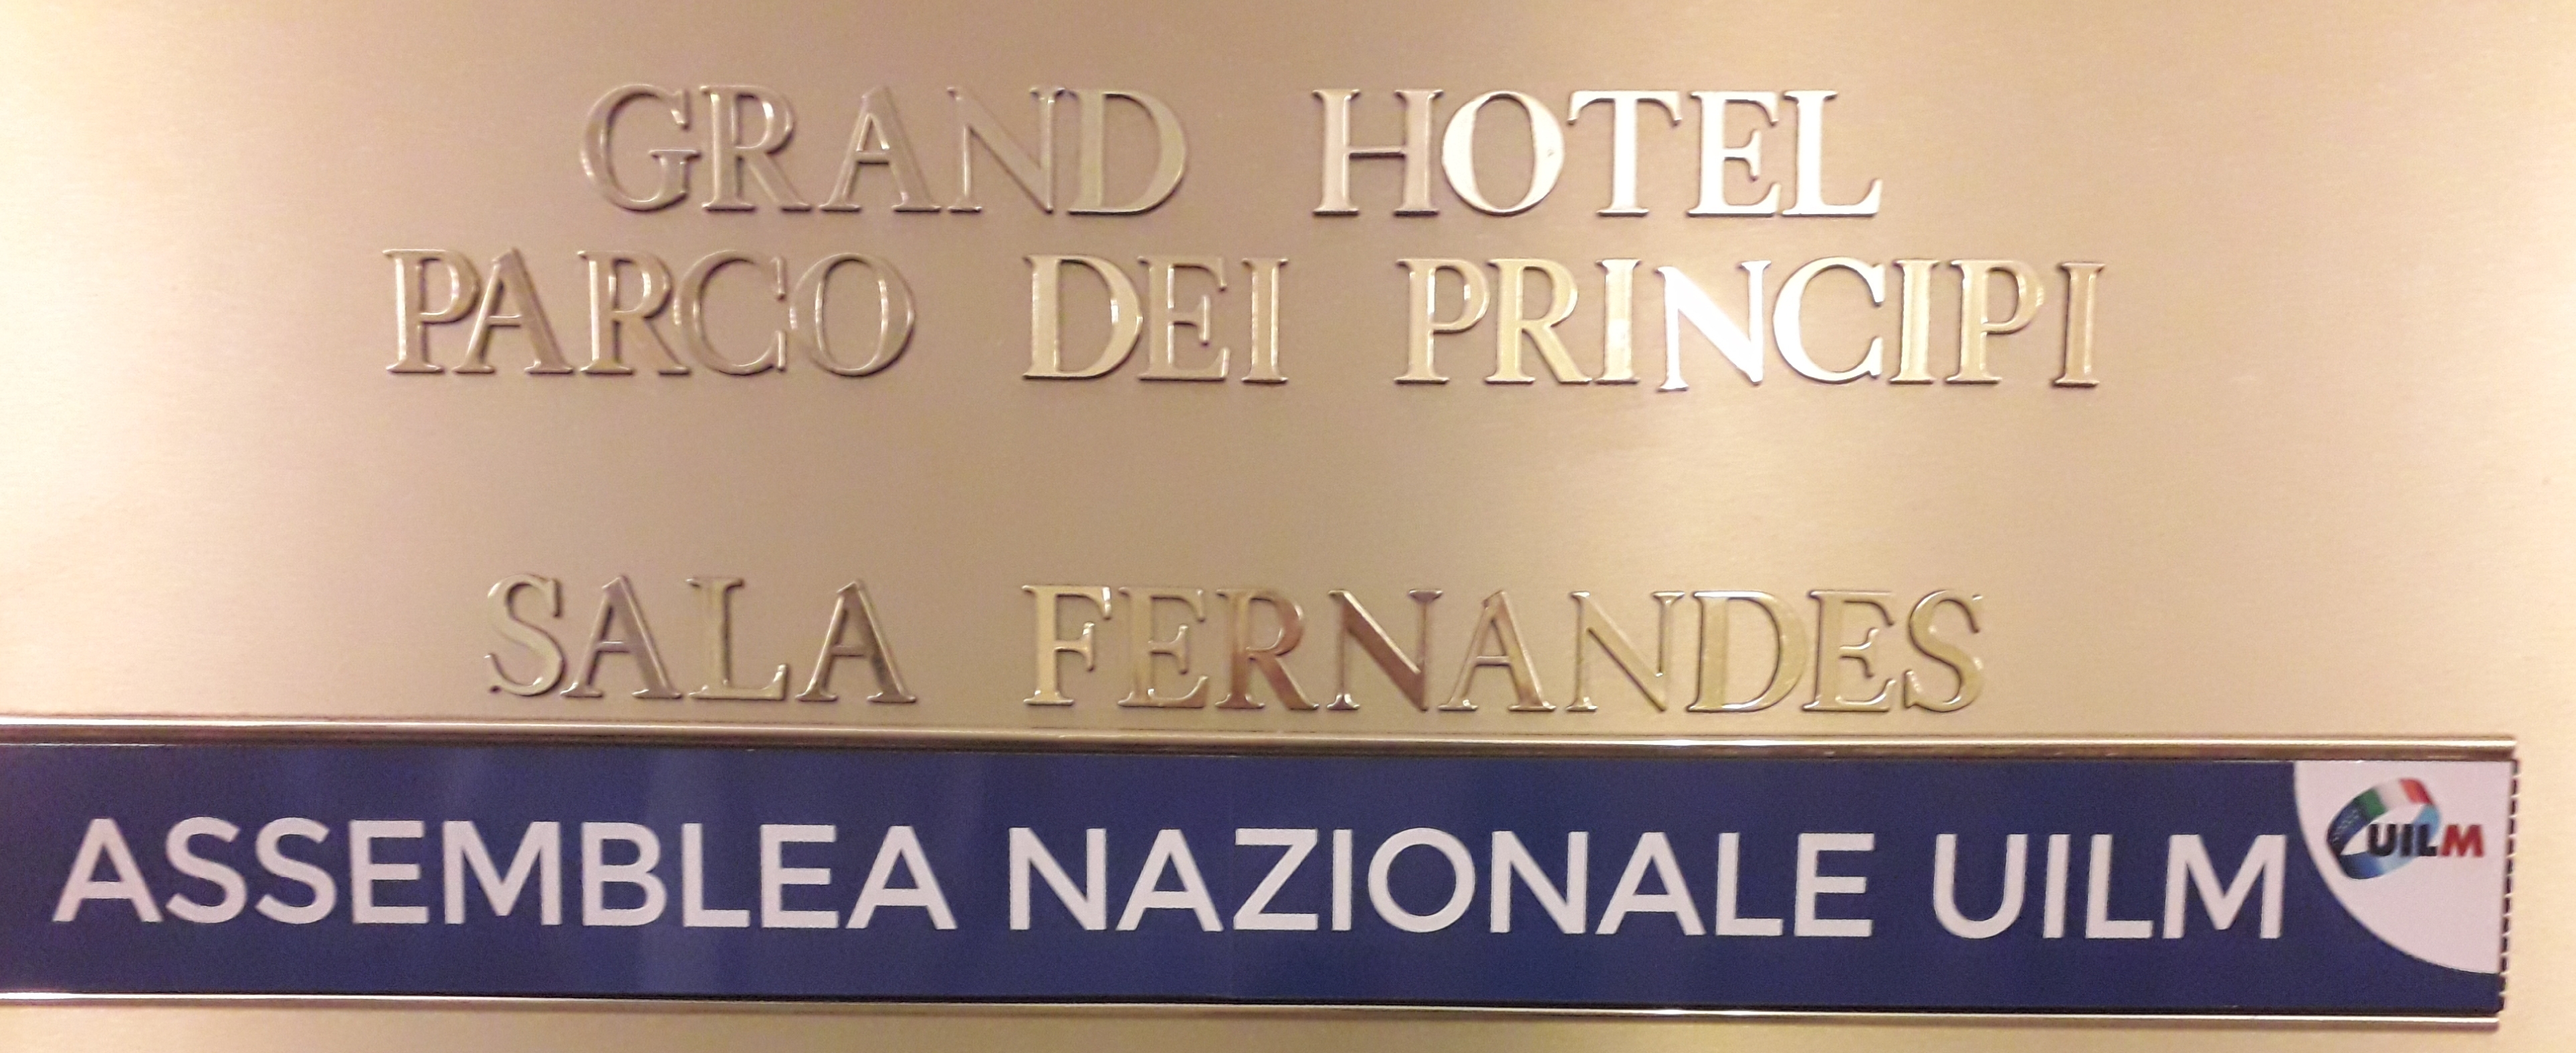 GRAND HOTEL
PARCO DEI PRINCIPI
SALA FERNANDES
ASSEMBLEA NAZIONALE UILM
UILM